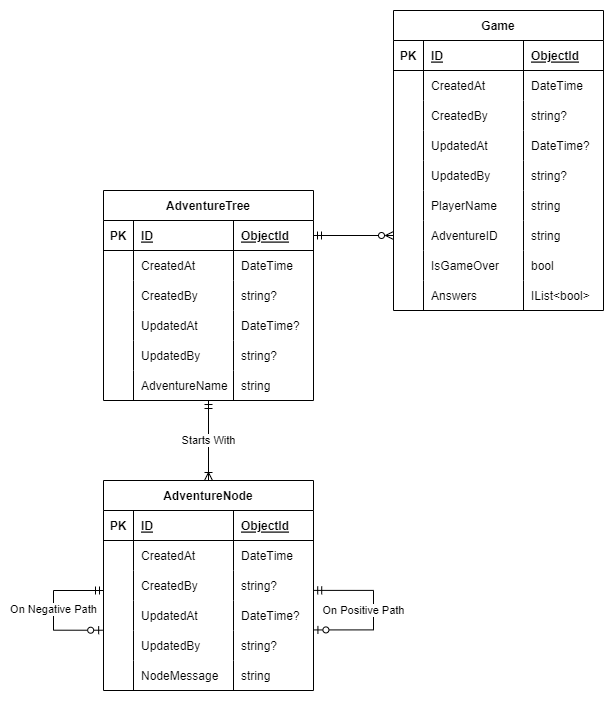 Game
PK ID ObjectId
CreatedAt DateTime
CreatedBy string?
UpdatedAt DateTime?
UpdatedBy string?
PlayerName string
AdventureID string
IsGameOver bool
Answers IList<bool>
AdventureTree
PK ID ObjectId
CreatedAt DateTime
CreatedBy string?
UpdatedAt DateTime?
UpdatedBy string?
AdventureName string
Starts With
AdventureNode
PK ID ObjectId
CreatedAt DateTime
CreatedBy string?
UpdatedAt DateTime?
UpdatedBy string?
NodeMessage string
On Negative Path
On Positive Path